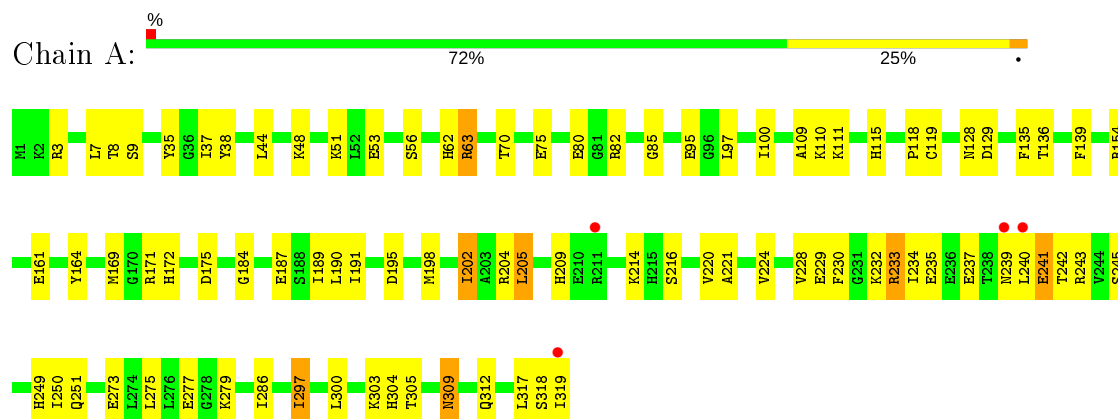 %
Chain A:
72% 25% •
M1 K2 R3 L7 T8 S9 Y35 G36 I37 Y38 L44 K48 K51 L52 E53 S56 H62 R63 T70 E75 E80 G81 R82 G85 E95 G96 L97 I100 A109 K110 K111 H115 P118 C119 N128 D129 F135 T136 F139
E161 Y164 M169 G170 R171 H172 D175 G184 E187 S188 I189 L190 I191 D195 M198 I202 A203 R204 L205 H209 E210 R211 K214 H215 S216 V220 A221 V224 V228 E229 F230 G231 K232 R233 I234 E235 E236 E237 T238 N239 L240 E241 T242 R243 V244 S245
H249 I250 Q251 E273 L274 L275 L276 E277 G278 K279 I286 I297 L300 K303 H304 T305 N309 Q312 L317 S318 I319